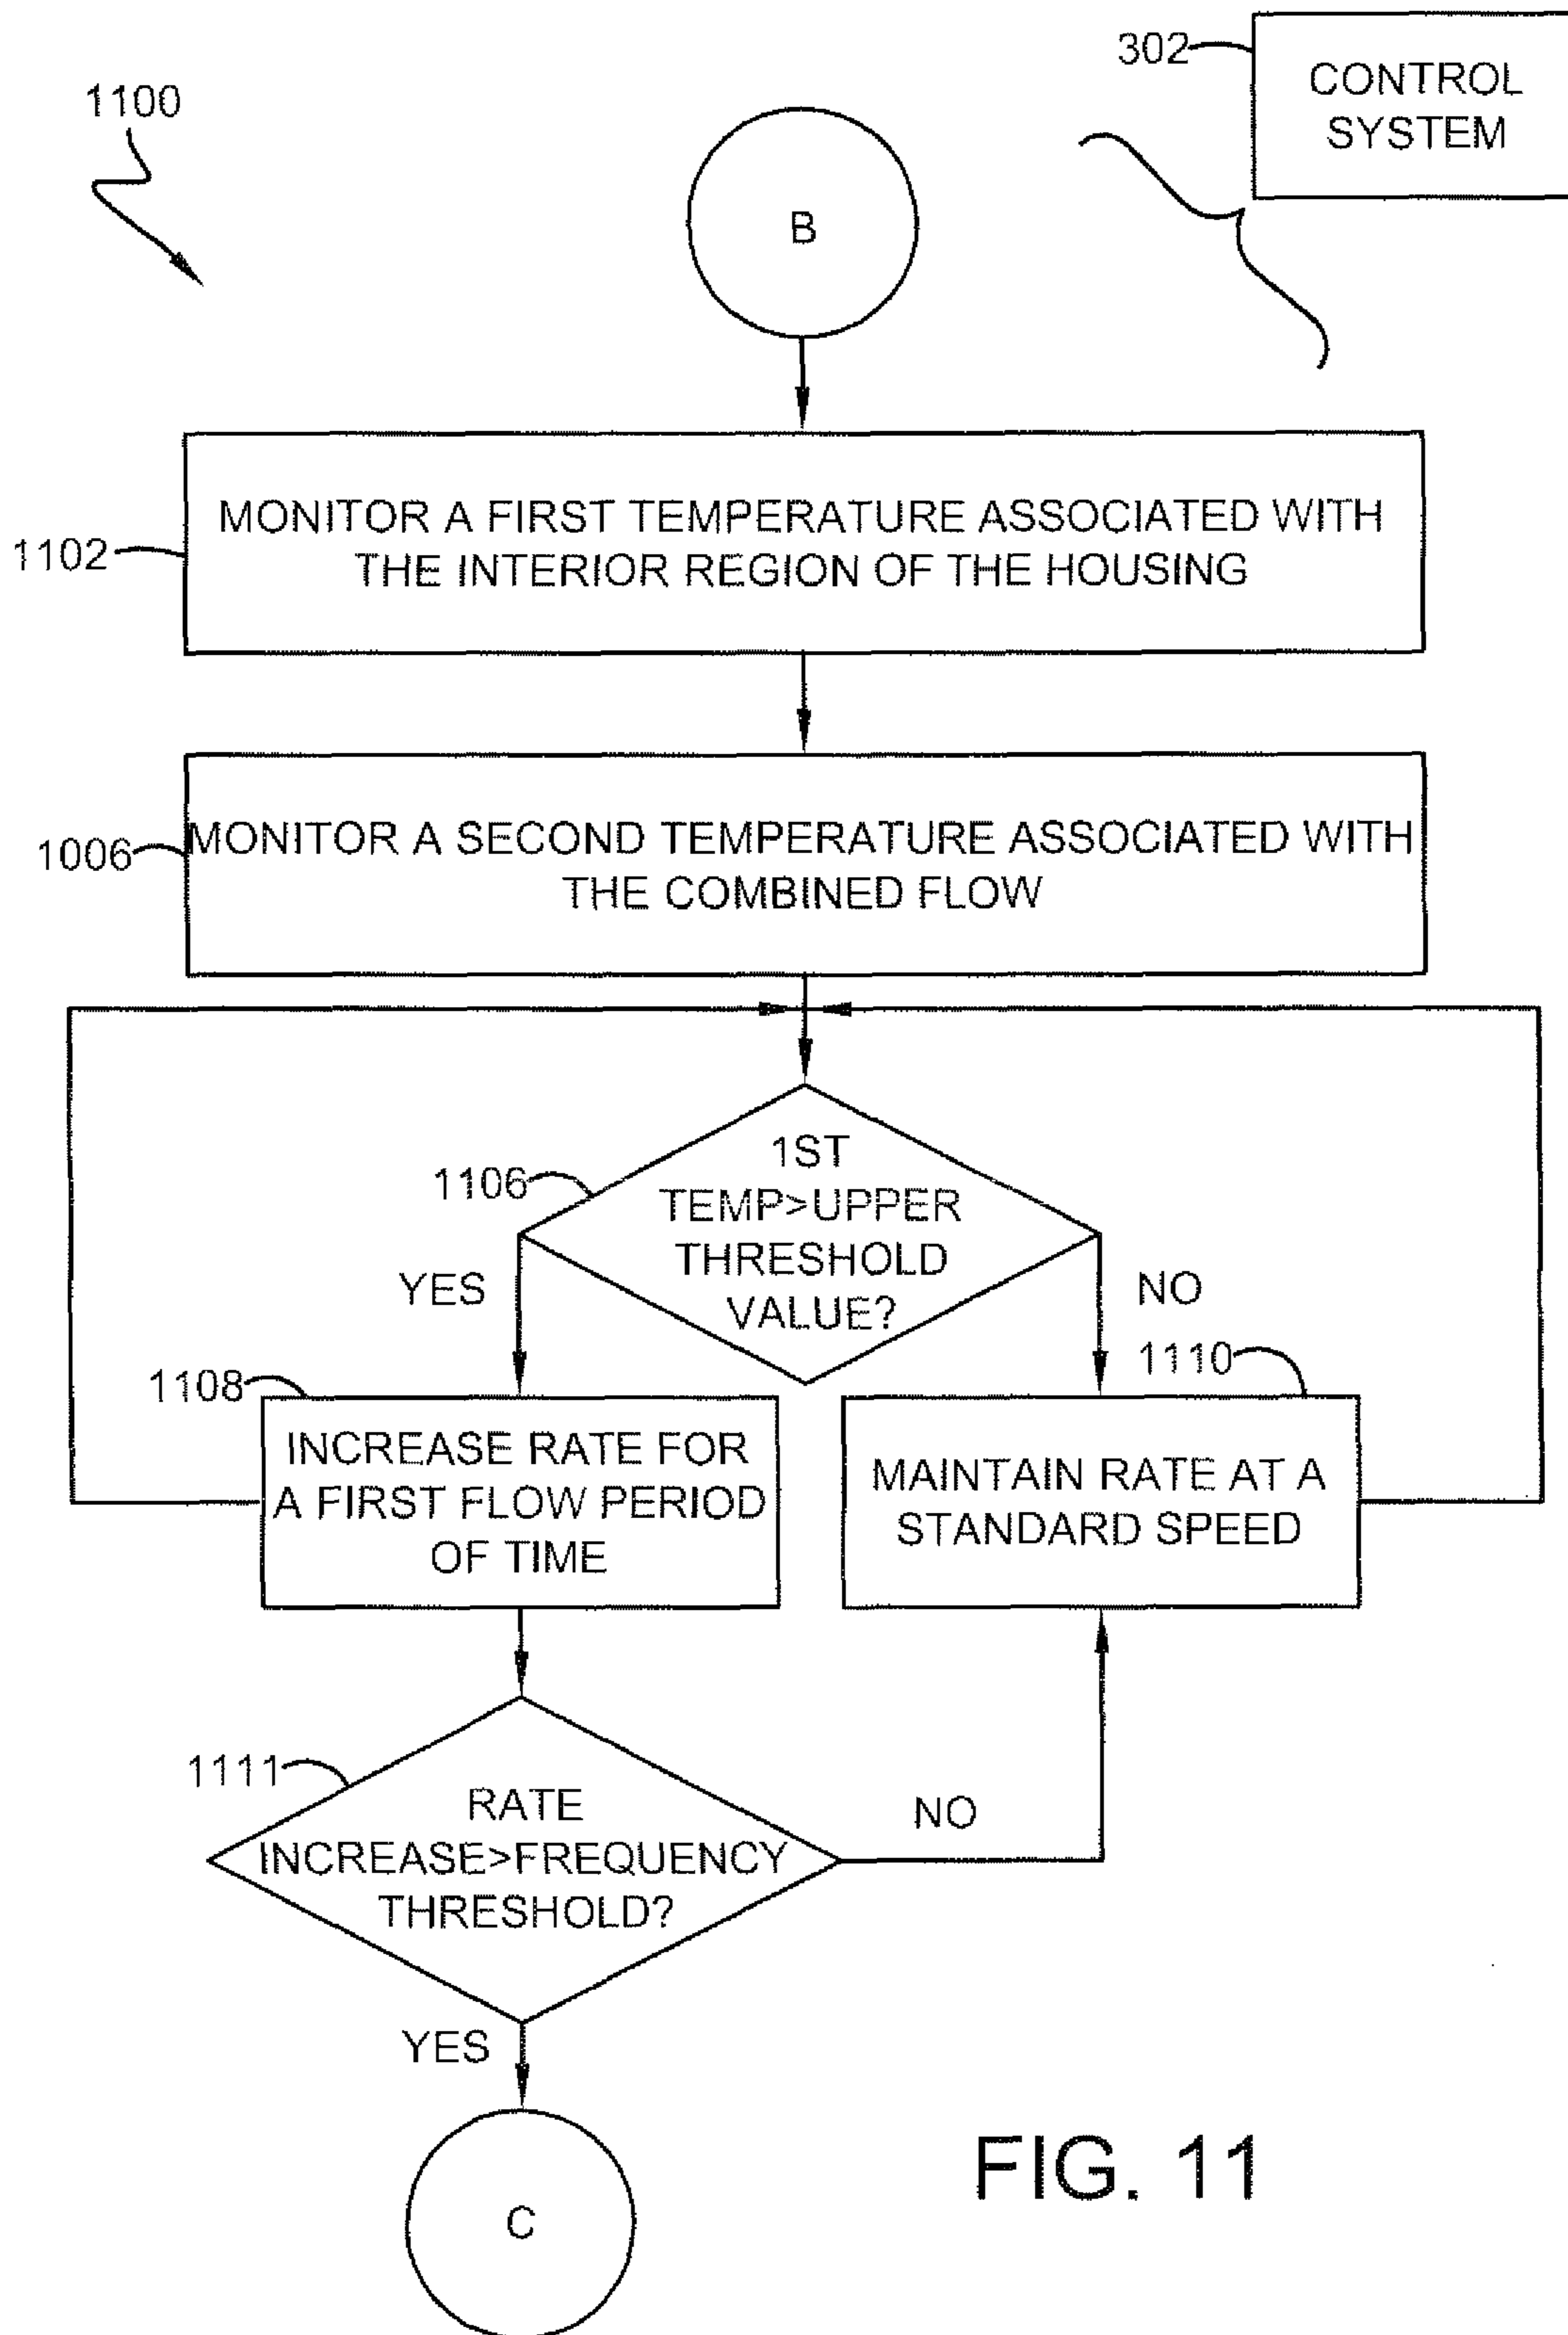 302
CONTROL
SYSTEM
1100
B
MONITOR A FIRST TEMPERATURE ASSOCIATED WITH
1102
THE INTERIOR REGION OF THE HOUSING
MONITOR A SECOND TEMPERATURE ASSOCIATED WITH
1006
THE COMBINED FLOW
1106
1ST
TEMP>UPPER
THRESHOLD
VALUE?
YES
NO
1108
INCREASE RATE FOR
A FIRST FLOW PERIOD
OF TIME
1110
MAINTAIN RATE AT A
STANDARD SPEED
1111
RATE
INCREASE>FREQUENCY
THRESHOLD?
NO
YES
C
FIG. 11